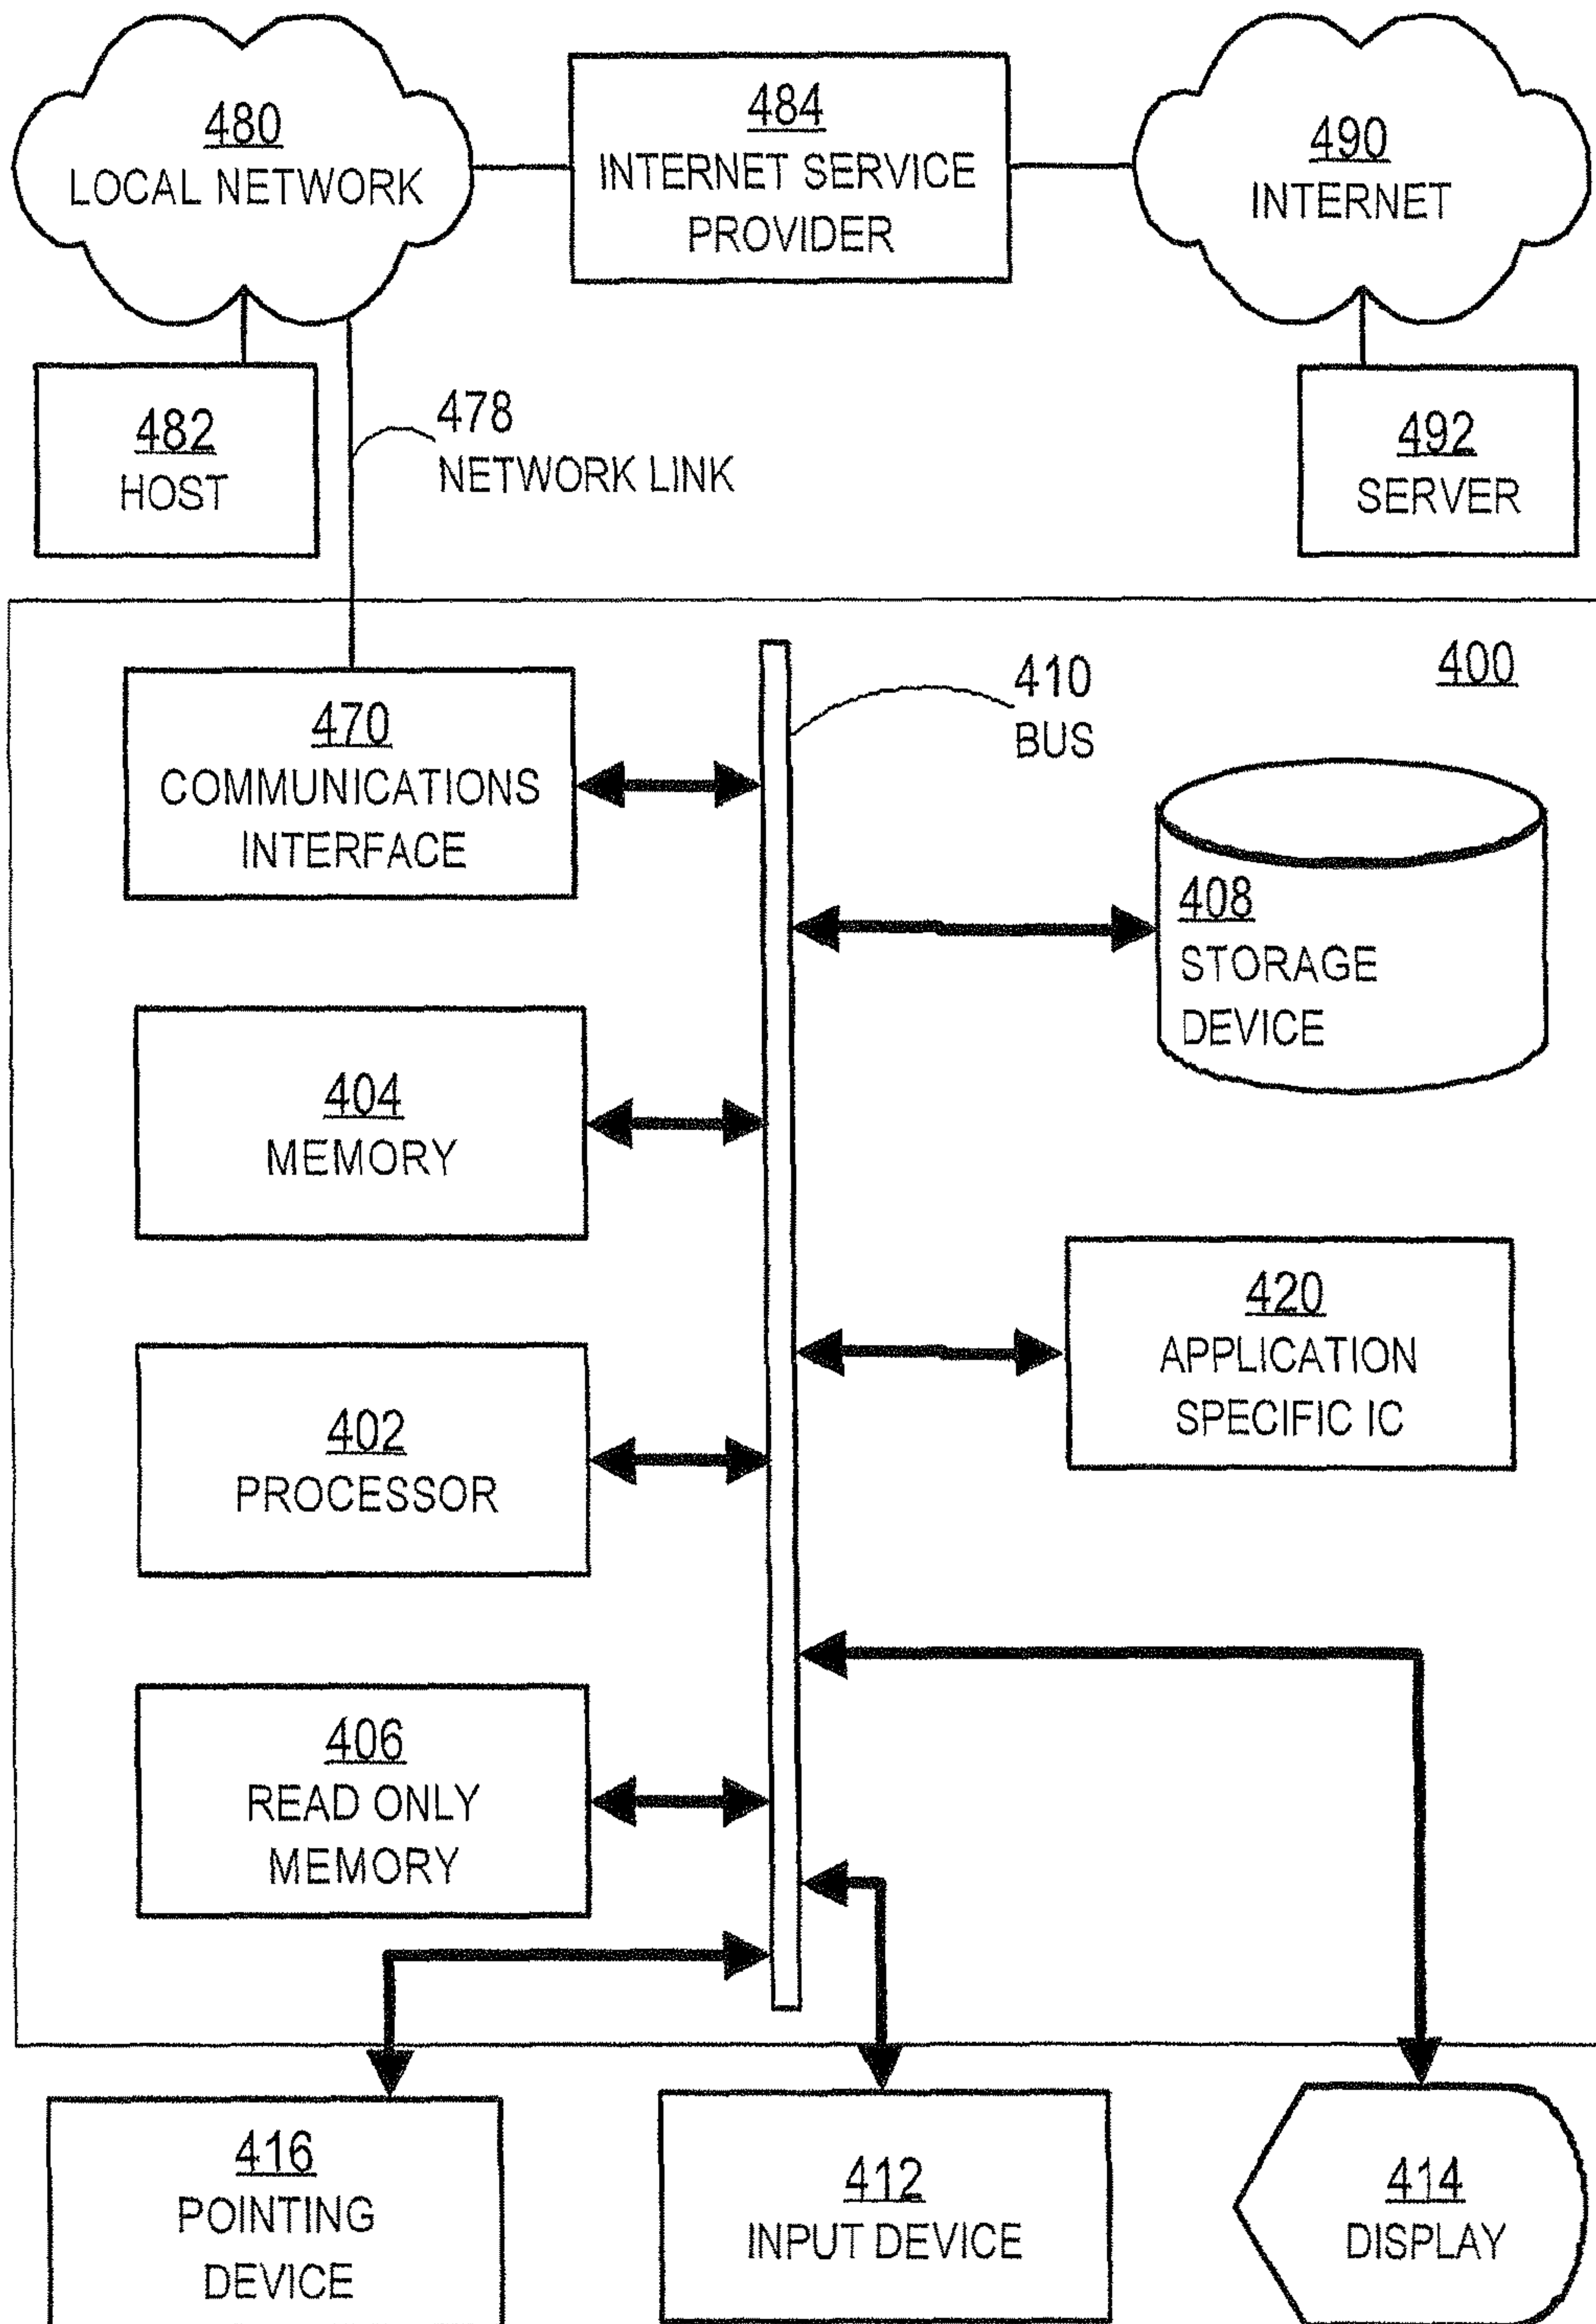 480
LOCAL NETWORK
484
INTERNET SERVICE
PROVIDER
490
INTERNET
482
HOST
478
NETWORK LINK
492
SERVER
400
410
BUS
470
COMMUNICATIONS
INTERFACE
408
STORAGE
DEVICE
404
MEMORY
420
APPLICATION
SPECIFIC IC
402
PROCESSOR
406
READ ONLY
MEMORY
416
POINTING
DEVICE
412
INPUT DEVICE
414
DISPLAY